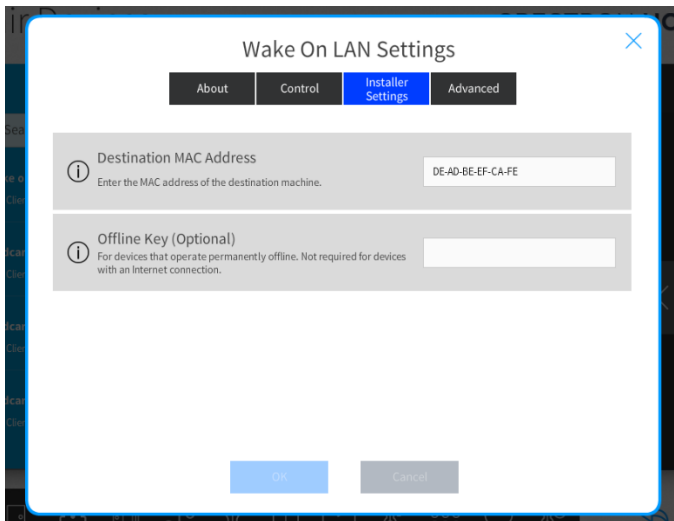 Wake On LAN Settings
About
Control
Installer
Settings
Advanced
Destination MAC Address
Enter the MAC address of the destination machine.
DE-AD-BE-EF-CA-FE
Offline Key (Optional)
For devices that operate permanently offline. Not required for devices
with an Internet connection.
OK
Cancel